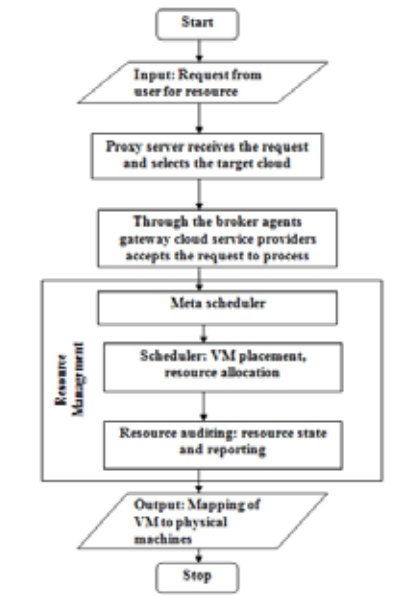 Start
Input: Request from
user for resource
Proxy server receives the request
and selects the target cloud
Through the broker agents
gateway cloud service providers
accepts the request to process
Meta scheduler
Resource
Management
Scheduler: VM placement,
resource allocation
Resource auditing: resource state
and reporting
Output: Mapping of
VM to physical
machines
Stop